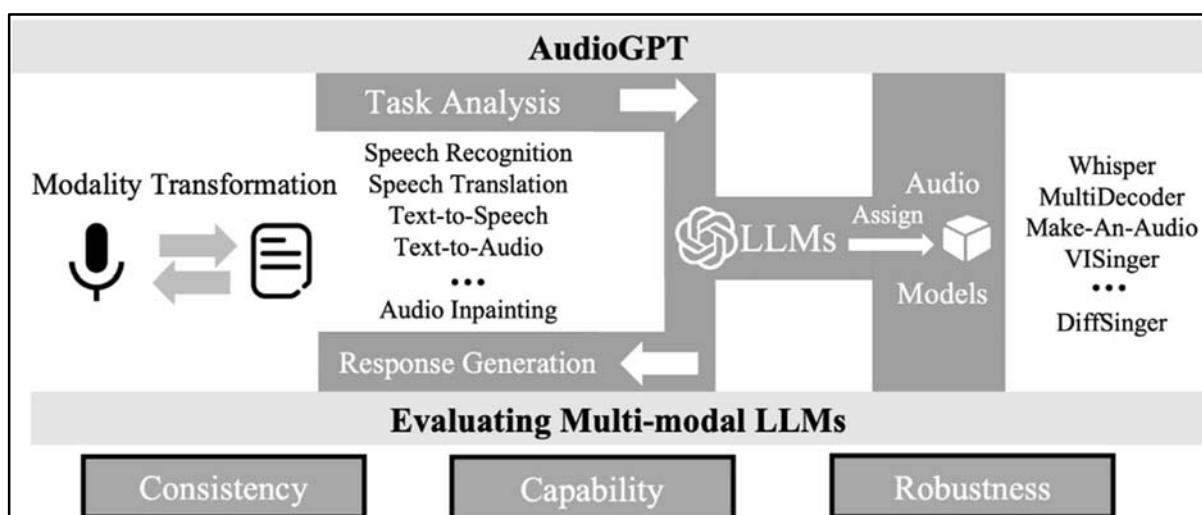 AudioGPT
Task Analysis
Modality Transformation
Speech Recognition
Speech Translation
Text-to-Speech
Text-to-Audio
...
Audio Inpainting
Response Generation
LLMs
Assign
Audio
Models
Whisper
MultiDecoder
Make-An-Audio
VISinger
...
DiffSinger
Evaluating Multi-modal LLMs
Consistency
Capability
Robustness